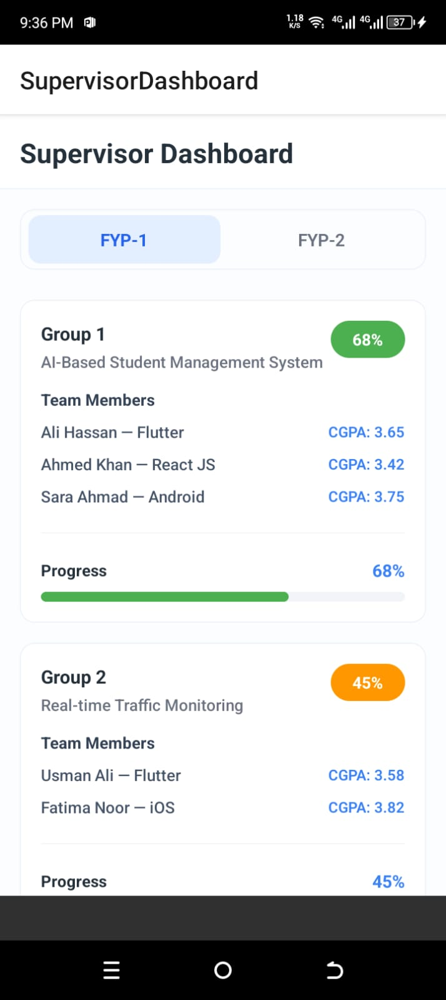 9:36 PM 1.18 K/S 4G 4G 37
SupervisorDashboard
Supervisor Dashboard
FYP-1 FYP-2
Group 1 68%
AI-Based Student Management System
Team Members
Ali Hassan — Flutter CGPA: 3.65
Ahmed Khan — React JS CGPA: 3.42
Sara Ahmad — Android CGPA: 3.75
Progress 68%
Group 2 45%
Real-time Traffic Monitoring
Team Members
Usman Ali — Flutter CGPA: 3.58
Fatima Noor — iOS CGPA: 3.82
Progress 45%